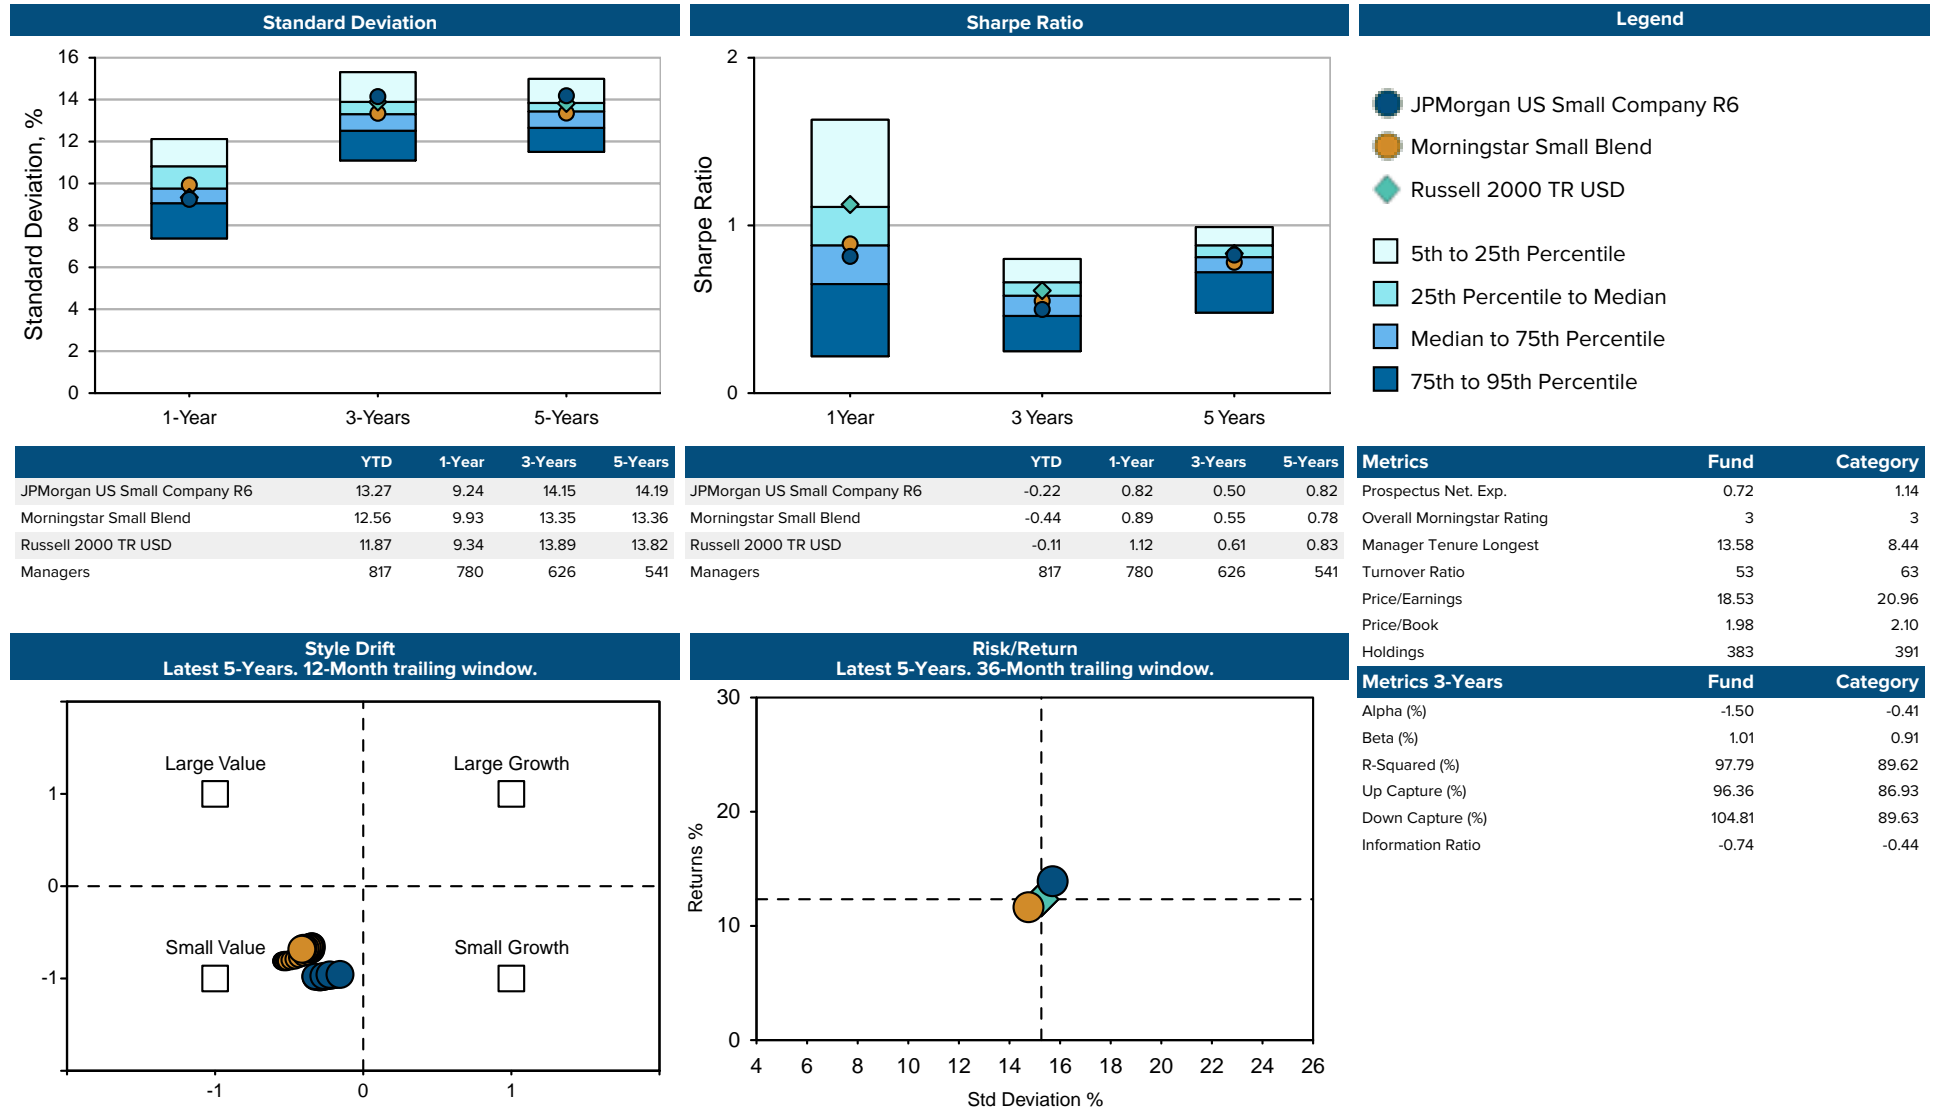 Standard Deviation
16
14
12
10
8
6
4
2
0
Standard Deviation, %
1-Year
3-Years
5-Years
Sharpe Ratio
2
1
0
Sharpe Ratio
1Year
3 Years
5 Years
Legend
JPMorgan US Small Company R6
Morningstar Small Blend
Russell 2000 TR USD
5th to 25th Percentile
25th Percentile to Median
Median to 75th Percentile
75th to 95th Percentile
YTD 1-Year 3-Years 5-Years
JPMorgan US Small Company R6 13.27 9.24 14.15 14.19
Morningstar Small Blend 12.56 9.93 13.35 13.36
Russell 2000 TR USD 11.87 9.34 13.89 13.82
Managers 817 780 626 541
YTD 1-Year 3-Years 5-Years
JPMorgan US Small Company R6 -0.22 0.82 0.50 0.82
Morningstar Small Blend -0.44 0.89 0.55 0.78
Russell 2000 TR USD -0.11 1.12 0.61 0.83
Managers 817 780 626 541
Metrics Fund Category
Prospectus Net. Exp. 0.72 1.14
Overall Morningstar Rating 3 3
Manager Tenure Longest 13.58 8.44
Turnover Ratio 53 63
Price/Earnings 18.53 20.96
Price/Book 1.98 2.10
Holdings 383 391
Metrics 3-Years Fund Category
Alpha (%) -1.50 -0.41
Beta (%) 1.01 0.91
R-Squared (%) 97.79 89.62
Up Capture (%) 96.36 86.93
Down Capture (%) 104.81 89.63
Information Ratio -0.74 -0.44
Style Drift
Latest 5-Years. 12-Month trailing window.
Large Value
Large Growth
1
0
Small Value
Small Growth
-1
-1 0 1
Risk/Return
Latest 5-Years. 36-Month trailing window.
30
20
10
0
Returns %
4 6 8 10 12 14 16 18 20 22 24 26
Std Deviation %